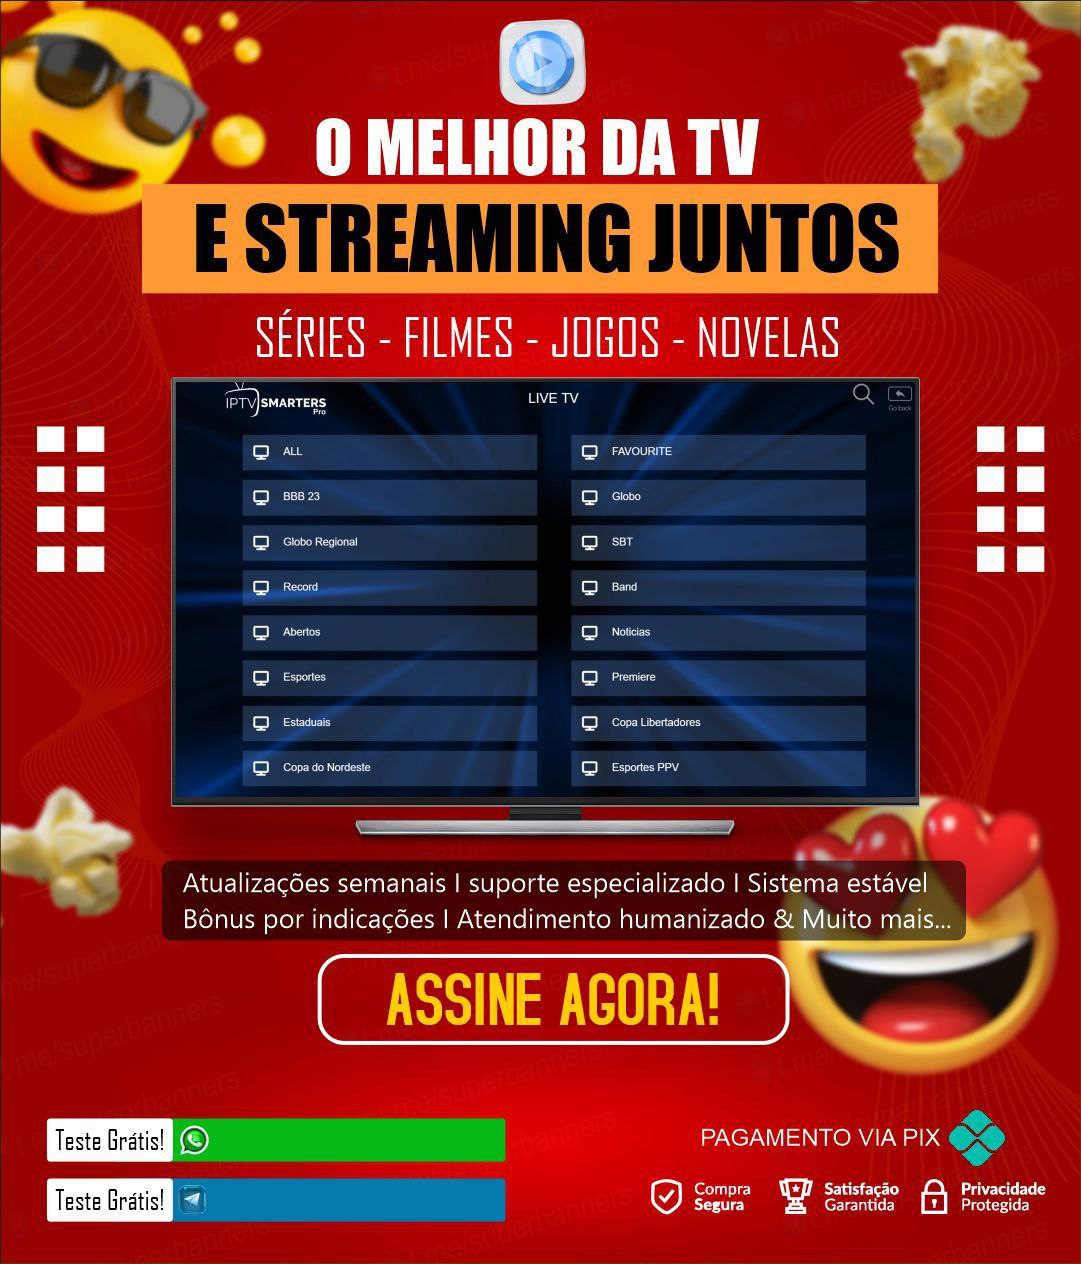 O MELHOR DA TV
E STREAMING JUNTOS
SÉRIES - FILMES - JOGOS - NOVELAS
IPTV SMARTERS
Pro
LIVE TV
Go back
ALL
FAVOURITE
BBB 23
Globo
Globo Regional
SBT
Record
Band
Abertos
Noticias
Esportes
Premiere
Estaduais
Copa Libertadores
Copa do Nordeste
Esportes PPV
Atualizações semanais I suporte especializado I Sistema estável
Bônus por indicações I Atendimento humanizado & Muito mais...
ASSINE AGORA!
Teste Grátis!
Teste Grátis!
PAGAMENTO VIA PIX
Compra
Segura
Satisfação
Garantida
Privacidade
Protegida
t.me/superbanners